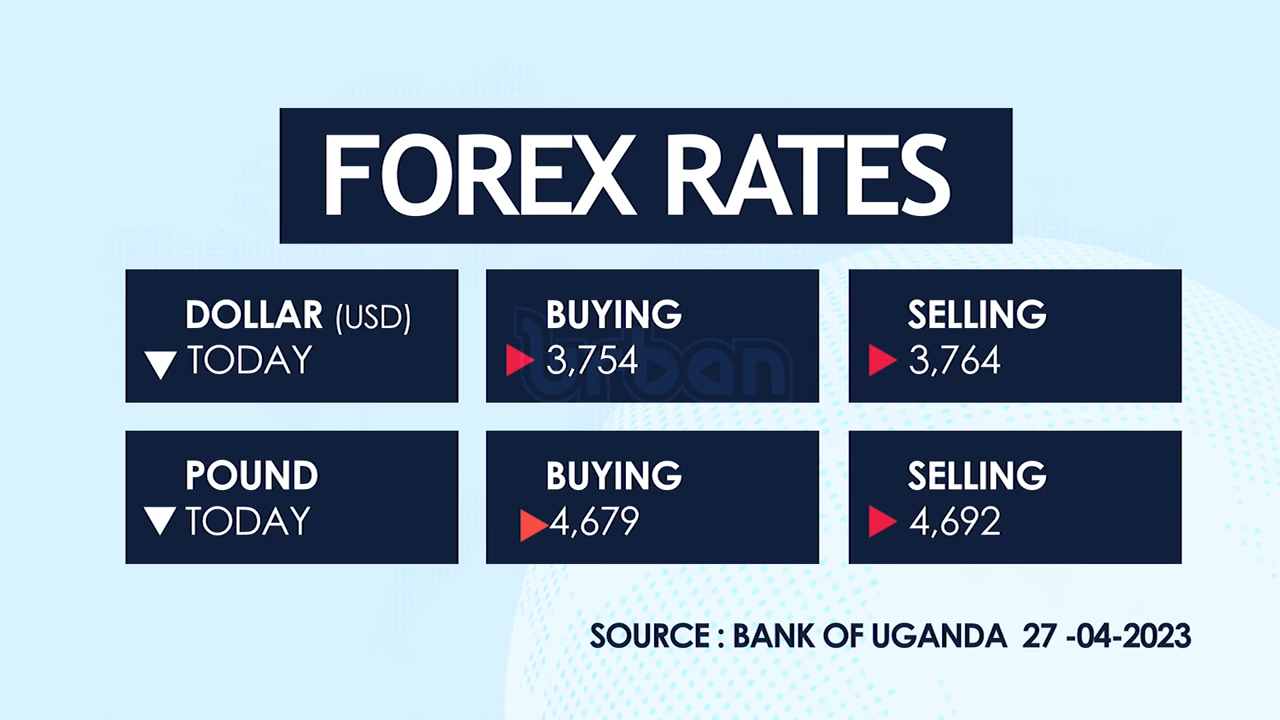 FOREX RATES
DOLLAR (USD)
TODAY
BUYING
3,754
SELLING
3,764
POUND
TODAY
BUYING
4,679
SELLING
4,692
urban
SOURCE : BANK OF UGANDA 27 -04-2023